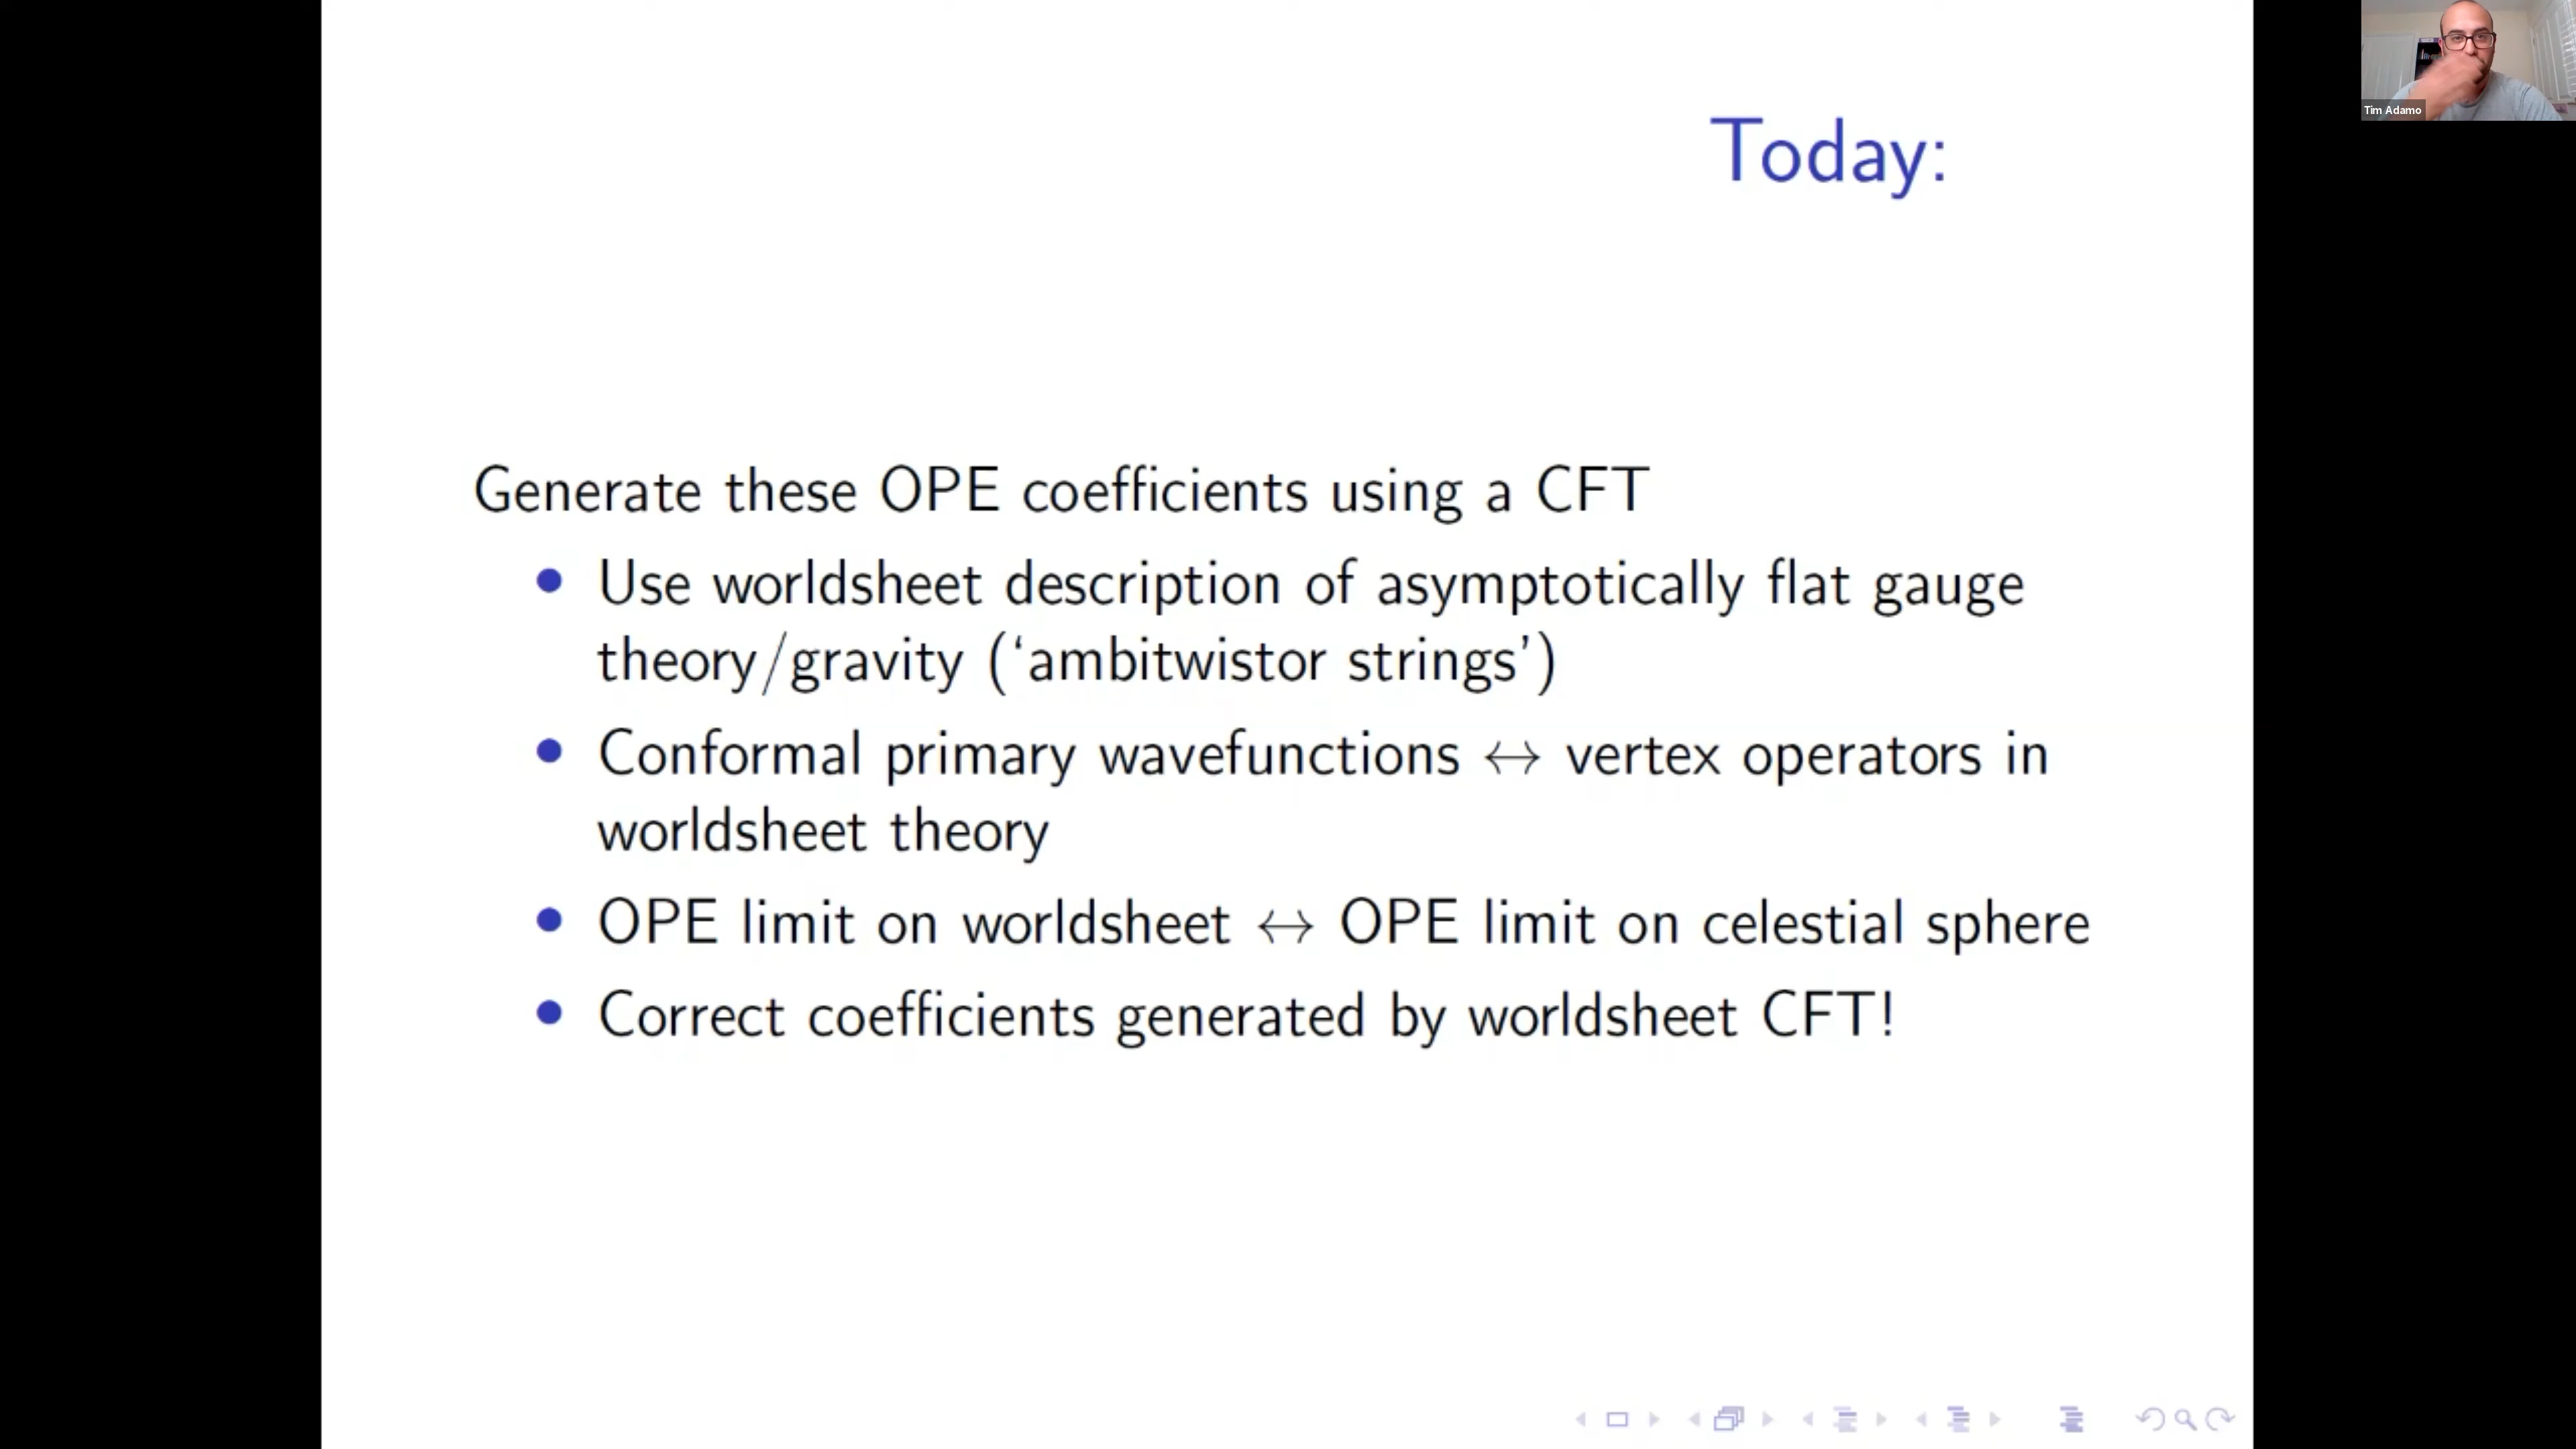 Tim Adamo
Today:
Generate these OPE coefficients using a CFT
• Use worldsheet description of asymptotically flat gauge
theory/gravity (‘ambitwistor strings’)
• Conformal primary wavefunctions ↔ vertex operators in
worldsheet theory
• OPE limit on worldsheet ↔ OPE limit on celestial sphere
• Correct coefficients generated by worldsheet CFT!